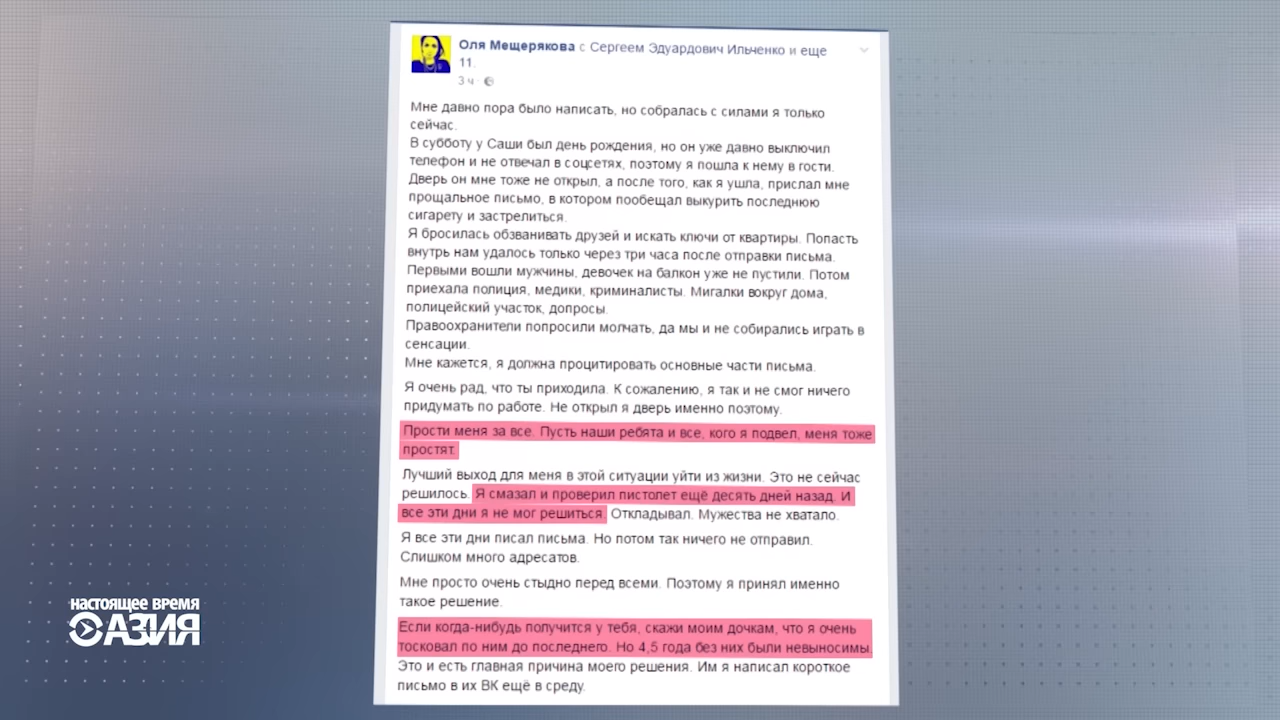 Оля Мещерякова с Сергеем Эдуардович Ильченко и еще
11.
3 ч ·
Мне давно пора было написать, но собралась с силами я только
сейчас.
В субботу у Саши был день рождения, но он уже давно выключил
телефон и не отвечал в соцсетях, поэтому я пошла к нему в гости.
Дверь он мне тоже не открыл, а после того, как я ушла, прислал мне
прощальное письмо, в котором пообещал выкурить последнюю
сигарету и застрелиться.
Я бросилась обзванивать друзей и искать ключи от квартиры. Попасть
внутрь нам удалось только через три часа после отправки письма.
Первыми вошли мужчины, девочек на балкон уже не пустили. Потом
приехала полиция, медики, криминалисты. Мигалки вокруг дома,
полицейский участок, допросы.
Правоохранители попросили молчать, да мы и не собирались играть в
сенсации.
Мне кажется, я должна процитировать основные части письма.
Я очень рад, что ты приходила. К сожалению, я так и не смог ничего
придумать по работе. Не открыл я дверь именно поэтому.
Прости меня за все. Пусть наши ребята и все, кого я подвел, меня тоже
простят.
Лучший выход для меня в этой ситуации уйти из жизни. Это не сейчас
решилось. Я смазал и проверил пистолет ещё десять дней назад. И
все эти дни я не мог решиться. Откладывал. Мужества не хватало.
Я все эти дни писал письма. Но потом так ничего не отправил.
Слишком много адресатов.
Мне просто очень стыдно перед всеми. Поэтому я принял именно
такое решение.
Если когда-нибудь получится у тебя, скажи моим дочкам, что я очень
тосковал по ним до последнего. Но 4,5 года без них были невыносимы.
Это и есть главная причина моего решения. Им я написал короткое
письмо в их ВК ещё в среду.
НАСТОЯЩЕЕ ВРЕМЯ
АЗИЯ